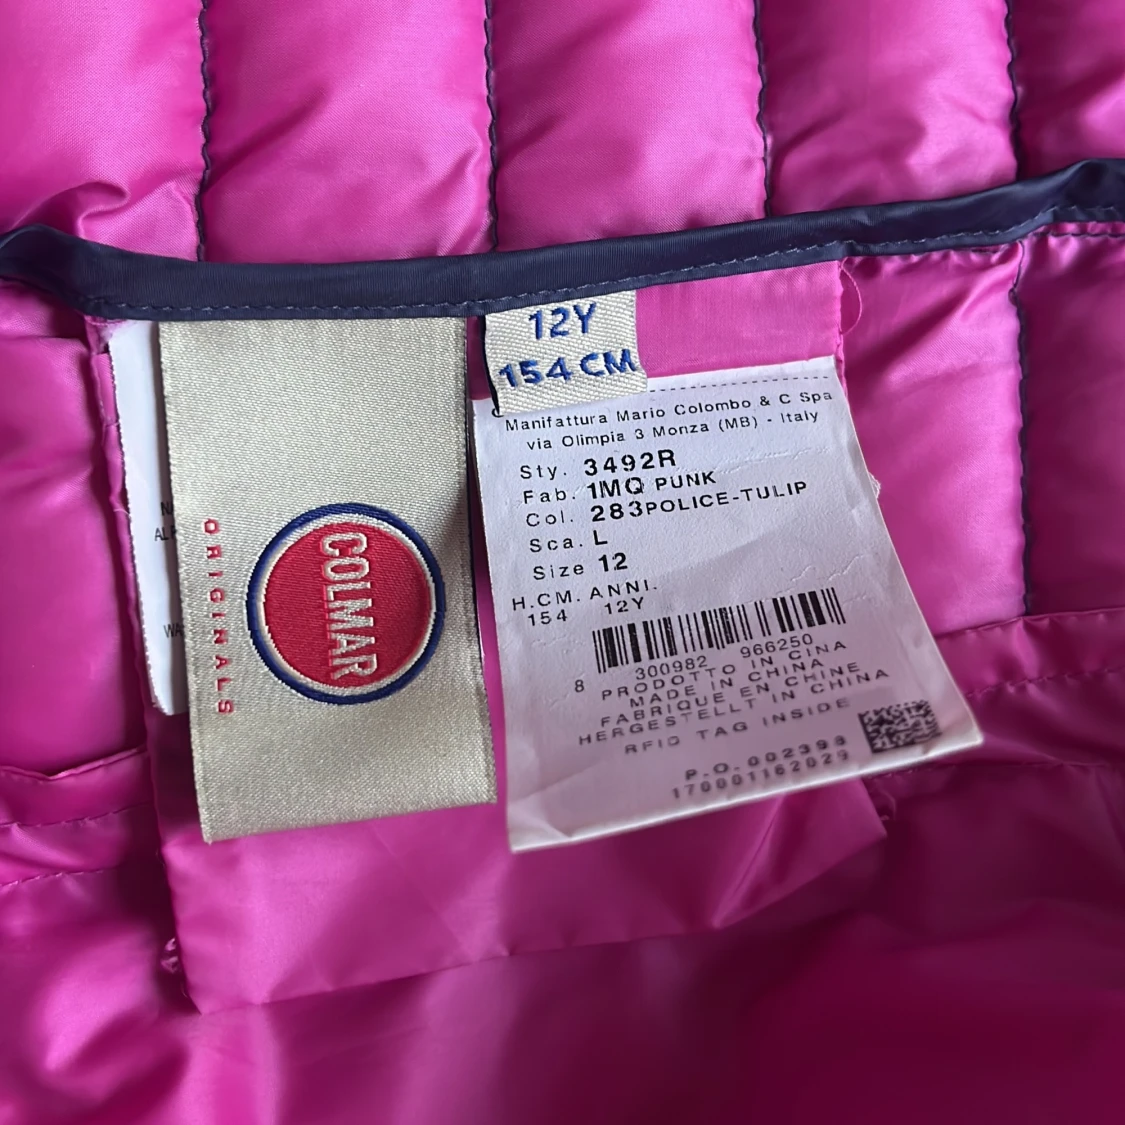 12Y
154 CM
COLMAR
ORIGINALS
Manifattura Mario Colombo & C Spa
via Olimpia 3 Monza (MB) - Italy
Sty. 3492R
Fab. 1MQ PUNK
Col. 283POLICE-TULIP
Sca. L
Size 12
H.CM. ANNI.
154 12Y
8 300982 966250
PRODOTTO IN CINA
MADE IN CHINA
FABRIQUE EN CHINE
HERGESTELLT IN CHINA
RFID TAG INSIDE
P.O. 002398
170001162029